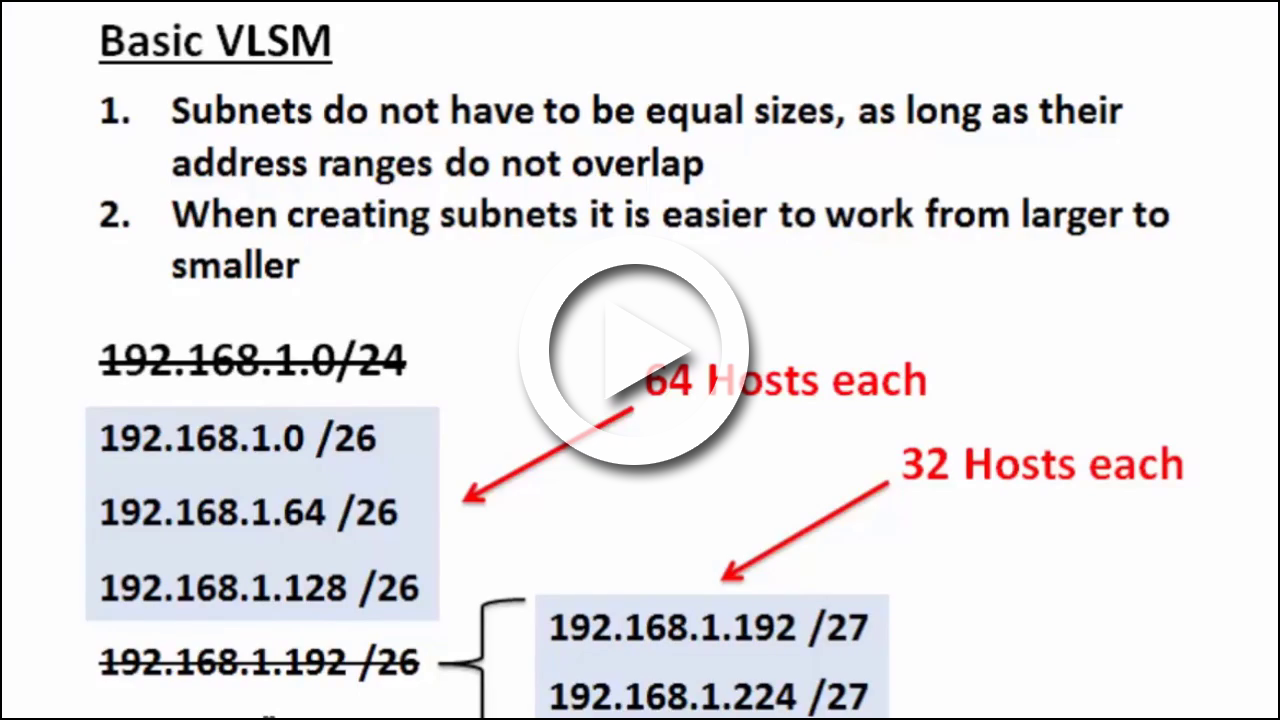 Basic VLSM
1. Subnets do not have to be equal sizes, as long as their
address ranges do not overlap
2. When creating subnets it is easier to work from larger to
smaller
192.168.1.0/24
64 Hosts each
192.168.1.0 /26
32 Hosts each
192.168.1.64 /26
192.168.1.128 /26
192.168.1.192 /27
192.168.1.192 /26
192.168.1.224 /27